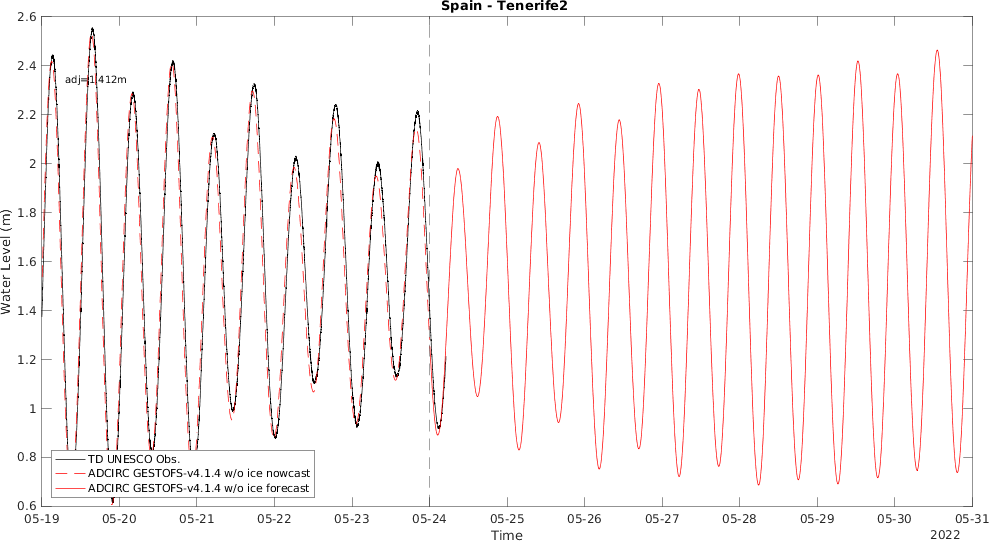 Spain - Tenerife2
2.6
2.4
2.2
2
1.8
1.6
1.4
1.2
1
0.8
0.6
Water Level (m)
adj=1.412m
TD UNESCO Obs.
ADCIRC GESTOFS-v4.1.4 w/o ice nowcast
ADCIRC GESTOFS-v4.1.4 w/o ice forecast
05-19 05-20 05-21 05-22 05-23 05-24 05-25 05-26 05-27 05-28 05-29 05-30 05-31
Time
2022